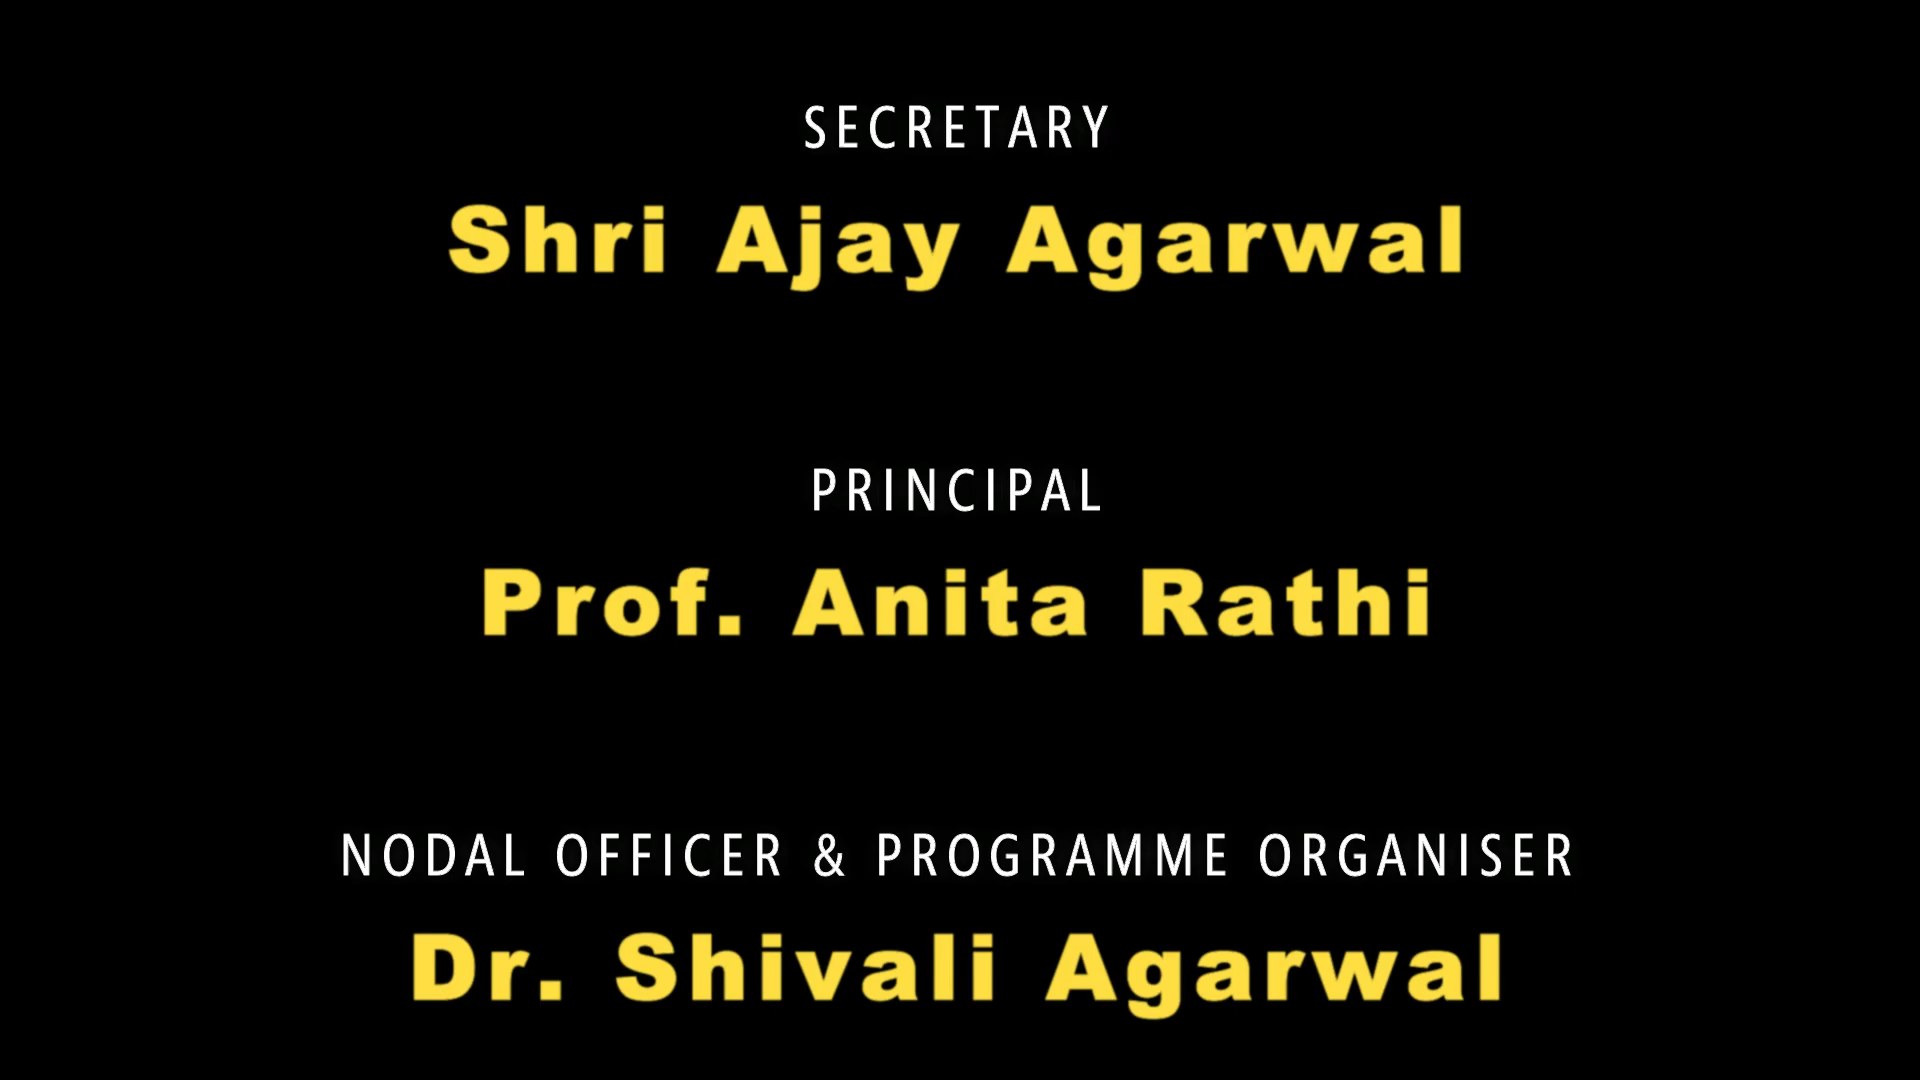 SECRETARY
Shri Ajay Agarwal
PRINCIPAL
Prof. Anita Rathi
NODAL OFFICER & PROGRAMME ORGANISER
Dr. Shivali Agarwal